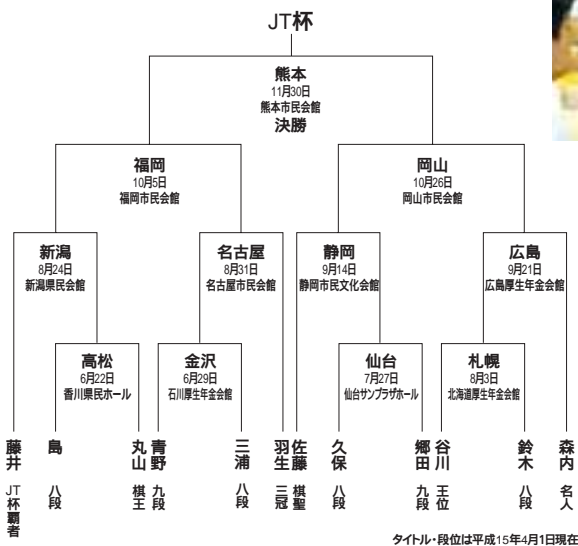 JT杯
熊本
11月30日
熊本市民会館
決勝
福岡
10月5日
福岡市民会館
岡山
10月26日
岡山市民会館
新潟
8月24日
新潟県民会館
名古屋
8月31日
名古屋市民会館
静岡
9月14日
静岡市民文化会館
広島
9月21日
広島厚生年金会館
高松
6月22日
香川県民ホール
金沢
6月29日
石川厚生年金会館
仙台
7月27日
仙台サンプラザホール
札幌
8月3日
北海道厚生年金会館
藤井 JT杯覇者
島 八段
丸山 棋王
青野 九段
三浦 八段
羽生 三冠
佐藤 棋聖
久保 八段
郷田 九段
谷川 王位
鈴木 八段
森内 名人
タイトル・段位は平成15年4月1日現在